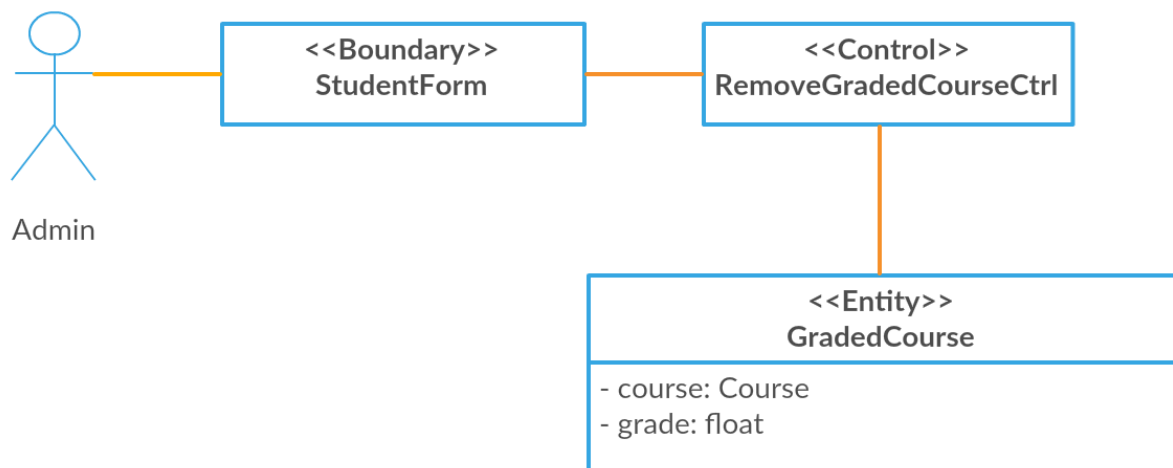 <<Boundary>>
StudentForm
<<Control>>
RemoveGradedCourseCtrl
Admin
<<Entity>>
GradedCourse
- course: Course
- grade: float